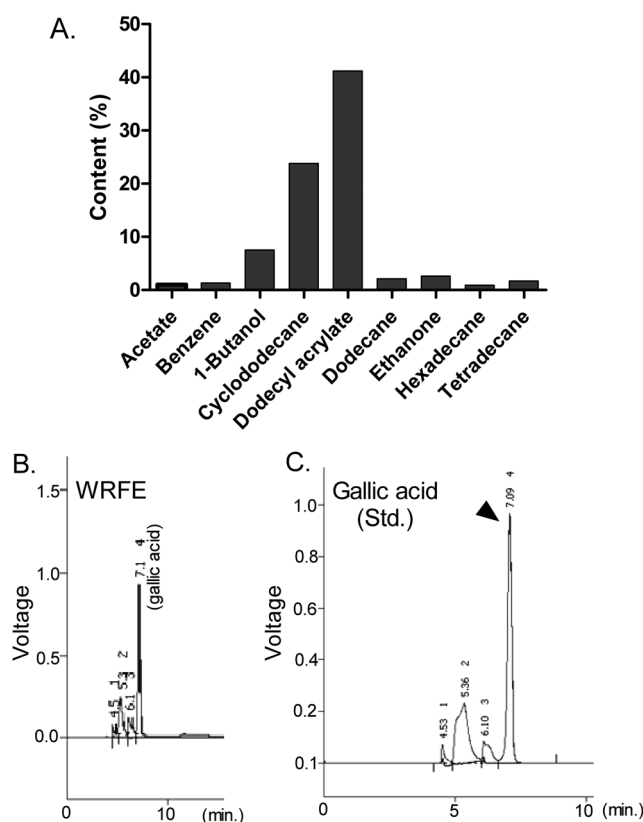 A.
50
40
30
20
10
0
Content (%)
Acetate
Benzene
1-Butanol
Cyclododecane
Dodecyl acrylate
Dodecane
Ethanone
Hexadecane
Tetradecane
B.
WRFE
1.5
1.0
0.5
0.0
Voltage
4.5 1
5.3 2
6.1 3
7.1 4
(gallic acid)
0
10
(min.)
C.
Gallic acid
(Std.)
1.0
0.8
0.6
0.4
0.2
0.1
Voltage
4.53 1
5.36 2
6.10 3
7.09 4
0
5
10
(min.)